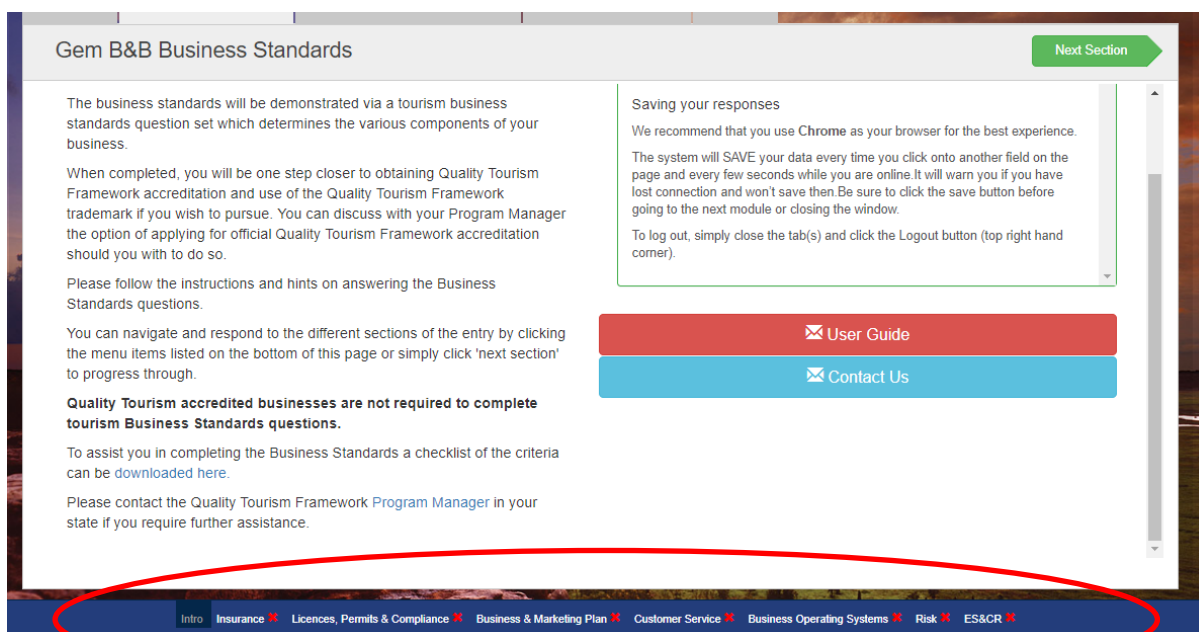 Gem B&B Business Standards
Next Section
The business standards will be demonstrated via a tourism business
standards question set which determines the various components of your
business.
When completed, you will be one step closer to obtaining Quality Tourism
Framework accreditation and use of the Quality Tourism Framework
trademark if you wish to pursue. You can discuss with your Program Manager
the option of applying for official Quality Tourism Framework accreditation
should you with to do so.
Please follow the instructions and hints on answering the Business
Standards questions.
You can navigate and respond to the different sections of the entry by clicking
the menu items listed on the bottom of this page or simply click 'next section'
to progress through.
Quality Tourism accredited businesses are not required to complete
tourism Business Standards questions.
To assist you in completing the Business Standards a checklist of the criteria
can be downloaded here.
Please contact the Quality Tourism Framework Program Manager in your
state if you require further assistance.
Saving your responses
We recommend that you use Chrome as your browser for the best experience.
The system will SAVE your data every time you click onto another field on the
page and every few seconds while you are online.It will warn you if you have
lost connection and won't save then.Be sure to click the save button before
going to the next module or closing the window.
To log out, simply close the tab(s) and click the Logout button (top right hand
corner).
User Guide
Contact Us
Intro Insurance Licences, Permits & Compliance Business & Marketing Plan Customer Service Business Operating Systems Risk ES&CR